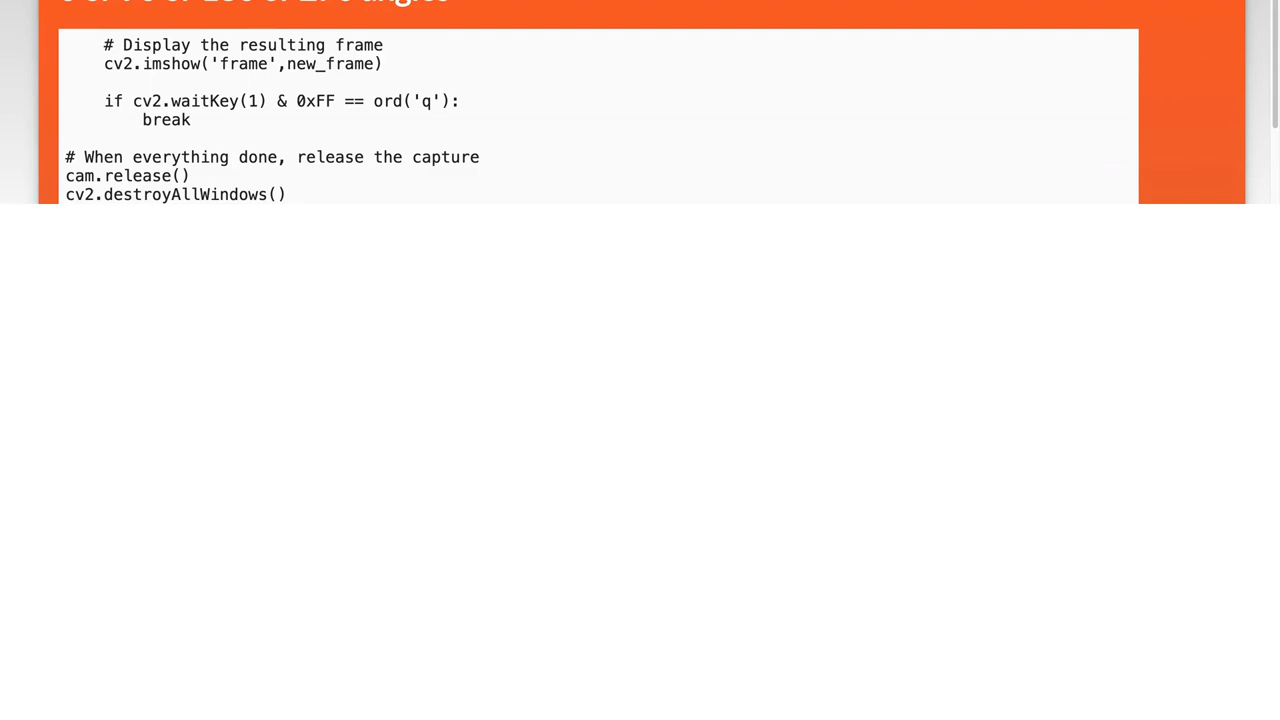 # Display the resulting frame
cv2.imshow('frame',new_frame)
if cv2.waitKey(1) & 0xFF == ord('q'):
break
# When everything done, release the capture
cam.release()
cv2.destroyAllWindows()